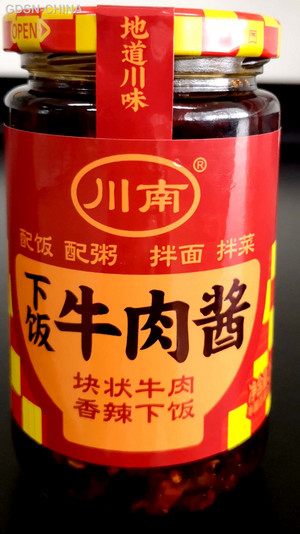 GDSN-CHINA
OPEN
地道川味
川南®
配饭 配粥 拌面 拌菜
下饭
牛肉酱
块状牛肉
香辣下饭